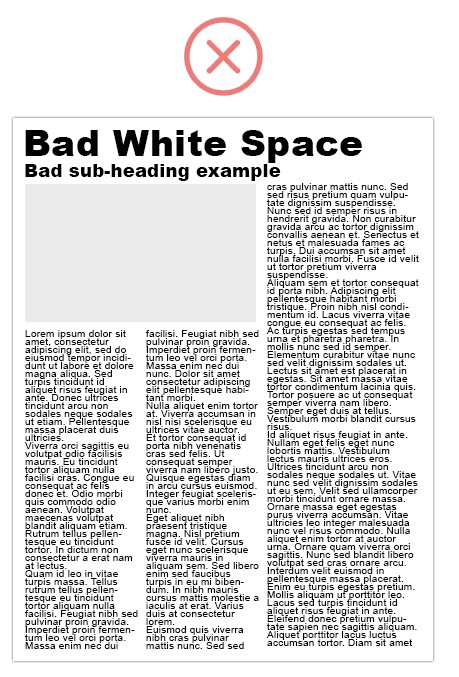 Bad White Space
Bad sub-heading example
Lorem ipsum dolor sit
amet, consectetur
adipiscing elit, sed do
eiusmod tempor incidi-
dunt ut labore et dolore
magna aliqua. Sed
turpis tincidunt id
aliquet risus feugiat in
ante. Donec ultrices
tincidunt arcu non
sodales neque sodales
ut etiam. Pellentesque
massa placerat duis
ultricies.
Viverra orci sagittis eu
volutpat odio facilisis
mauris. Eu tincidunt
tortor aliquam nulla
facilisi cras. Congue eu
consequat ac felis
donec et. Odio morbi
quis commodo odio
aenean. Volutpat
maecenas volutpat
blandit aliquam etiam.
Rutrum tellus pellen-
tesque eu tincidunt
tortor. In dictum non
consectetur a erat nam
at lectus.
Quam id leo in vitae
turpis massa. Tellus
rutrum tellus pellen-
tesque eu tincidunt
tortor aliquam nulla
facilisi. Feugiat nibh sed
pulvinar proin gravida.
Imperdiet proin fermen-
tum leo vel orci porta.
Massa enim nec dui
facilisi. Feugiat nibh sed
pulvinar proin gravida.
Imperdiet proin fermen-
tum leo vel orci porta.
Massa enim nec dui
nunc. Dolor sit amet
consectetur adipiscing
elit pellentesque habi-
tant morbi.
Nulla aliquet enim tortor
at. Viverra accumsan in
nisl nisi scelerisque eu
ultrices vitae auctor.
Et tortor consequat id
porta nibh venenatis
cras sed felis. Ut
consequat semper
viverra nam libero justo.
Quisque egestas diam
in arcu cursus euismod.
Integer feugiat sceleris-
que varius morbi enim
nunc.
Eget aliquet nibh
praesent tristique
magna. Nisl pretium
fusce id velit. Cursus
eget nunc scelerisque
viverra mauris in
aliquam sem. Sed libero
enim sed faucibus
turpis in eu mi biben-
dum. In nibh mauris
cursus mattis molestie a
iaculis at erat. Varius
duis at consectetur
lorem.
Euismod quis viverra
nibh cras pulvinar
mattis nunc. Sed sed
cras pulvinar mattis nunc. Sed
sed risus pretium quam vulpu-
tate dignissim suspendisse.
Nunc sed id semper risus in
hendrerit gravida. Non curabitur
gravida arcu ac tortor dignissim
convallis aenean et. Senectus et
netus et malesuada fames ac
turpis. Dui accumsan sit amet
nulla facilisi morbi. Fusce id velit
ut tortor pretium viverra
suspendisse.
Aliquam sem et tortor consequat
id porta nibh. Adipiscing elit
pellentesque habitant morbi
tristique. Proin nibh nisl condi-
mentum id. Lacus viverra vitae
congue eu consequat ac felis.
Ac turpis egestas sed tempus
urna et pharetra pharetra. In
mollis nunc sed id semper.
Elementum curabitur vitae nunc
sed velit dignissim sodales ut.
Lectus sit amet est placerat in
egestas. Sit amet massa vitae
tortor condimentum lacinia quis.
Tortor posuere ac ut consequat
semper viverra nam libero.
Semper eget duis at tellus.
Vestibulum morbi blandit cursus
risus.
Id aliquet risus feugiat in ante.
Nullam eget felis eget nunc
lobortis mattis. Vestibulum
lectus mauris ultrices eros.
Ultrices tincidunt arcu non
sodales neque sodales ut. Vitae
nunc sed velit dignissim sodales
ut eu sem. Velit sed ullamcorper
morbi tincidunt ornare massa.
Ornare massa eget egestas
purus viverra accumsan. Vitae
ultricies leo integer malesuada
nunc vel risus commodo. Nulla
aliquet enim tortor at auctor
urna. Ornare quam viverra orci
sagittis. Nunc sed blandit libero
volutpat sed cras ornare arcu.
Interdum velit euismod in
pellentesque massa placerat.
Enim eu turpis egestas pretium.
Mollis aliquam ut porttitor leo.
Lacus sed turpis tincidunt id
aliquet risus feugiat in ante.
Eleifend donec pretium vulpu-
tate sapien nec sagittis aliquam.
Aliquet porttitor lacus luctus
accumsan tortor. Diam sit amet